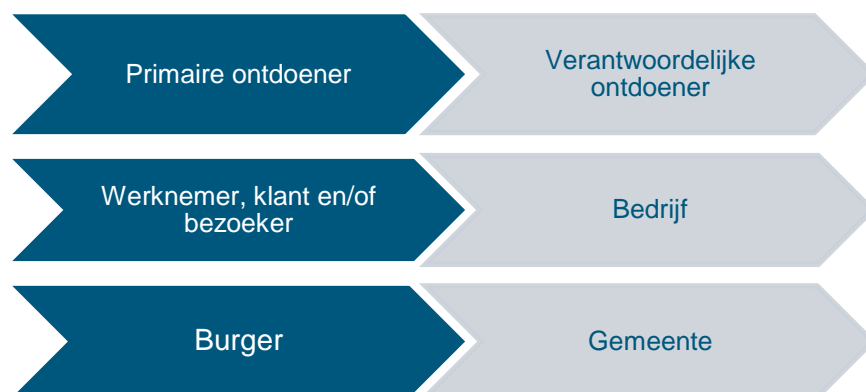 Primaire ontdoener
Verantwoordelijke
ontdoener
Werknemer, klant en/of
bezoeker
Bedrijf
Burger
Gemeente